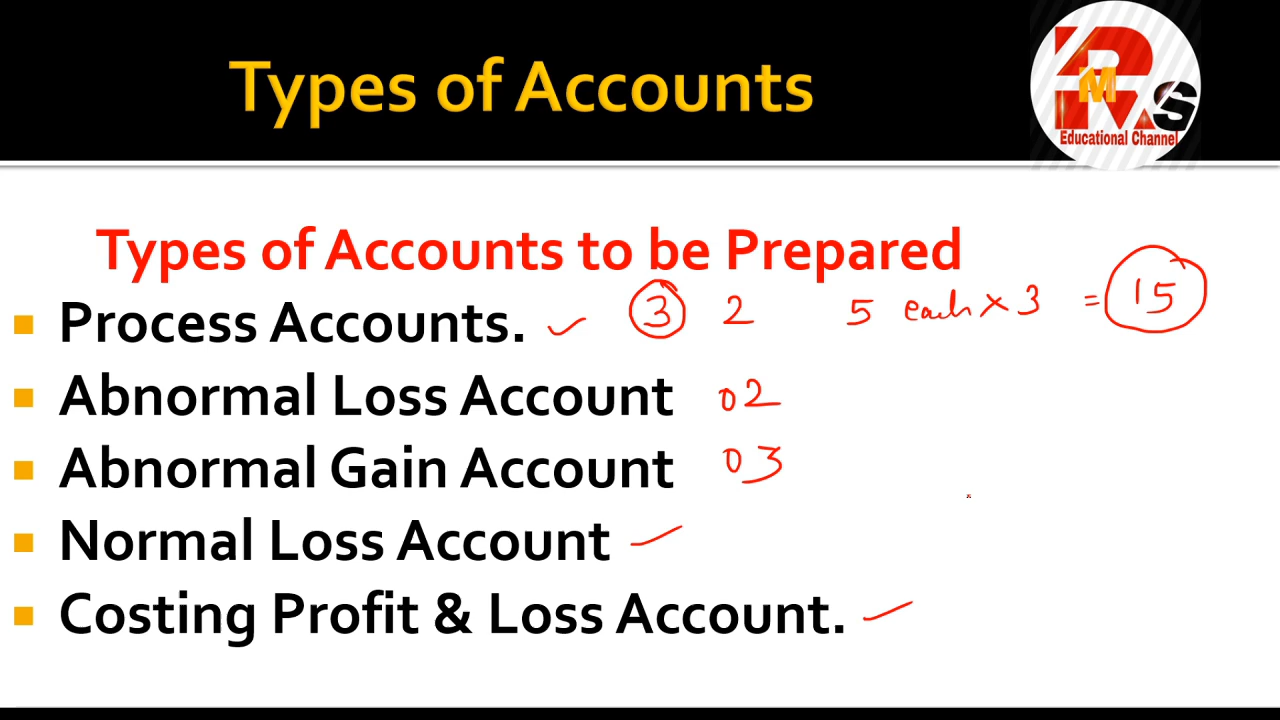 Types of Accounts
RMS
Educational Channel
Types of Accounts to be Prepared
Process Accounts. 3 2 5 each × 3 = 15
Abnormal Loss Account 02
Abnormal Gain Account 03
Normal Loss Account
Costing Profit & Loss Account.